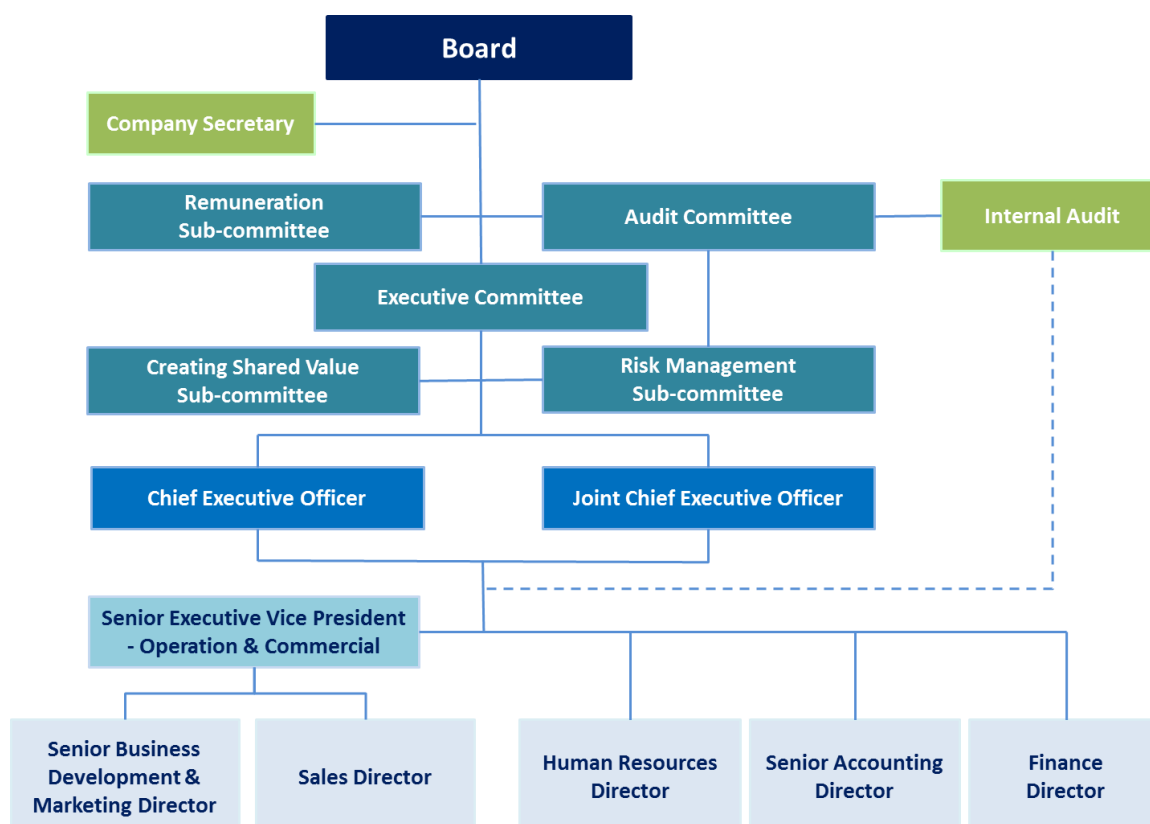 Board
Company Secretary
Remuneration
Sub-committee
Audit Committee
Internal Audit
Executive Committee
Creating Shared Value
Sub-committee
Risk Management
Sub-committee
Chief Executive Officer
Joint Chief Executive Officer
Senior Executive Vice President
- Operation & Commercial
Senior Business
Development &
Marketing Director
Sales Director
Human Resources
Director
Senior Accounting
Director
Finance
Director